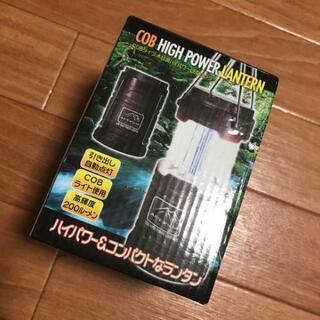 COB HIGH POWER LANTERN
引き出し
自動点灯
COB
ライト使用
高輝度
200ルーメン
ハイパワー&コンパクトなランタン